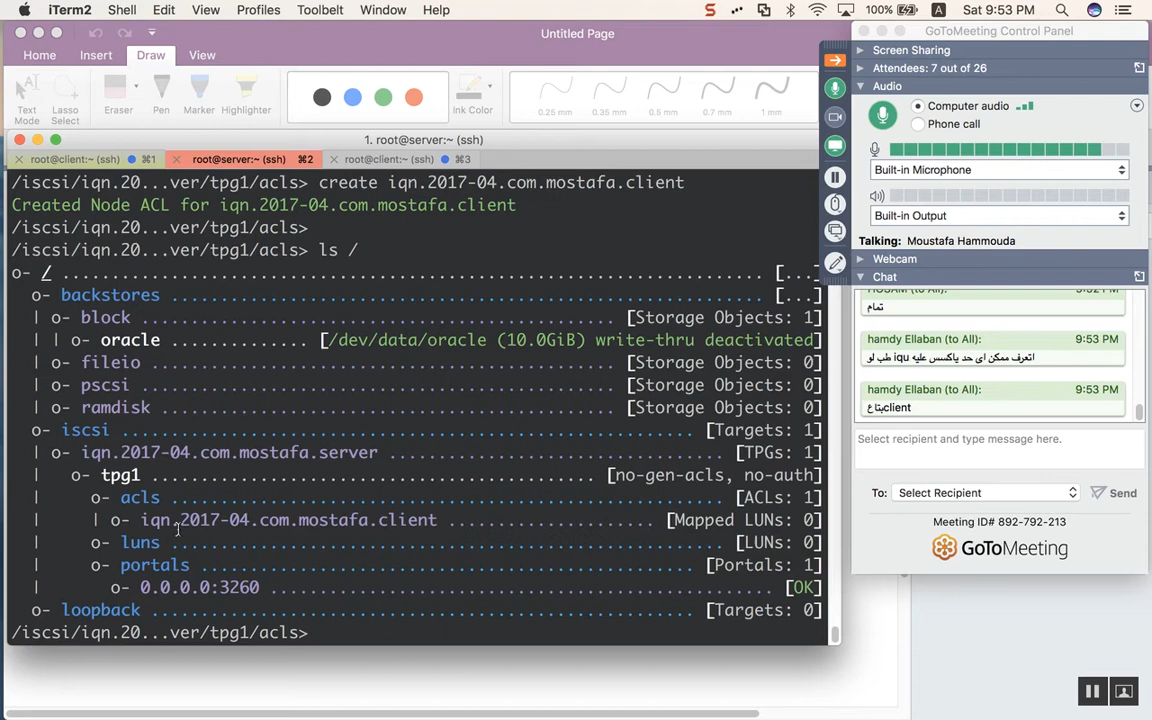 iTerm2 Shell Edit View Profiles Toolbelt Window Help
100% A Sat 9:53 PM
Untitled Page
Home Insert Draw View
Text Mode Lasso Select Eraser Pen Marker Highlighter Ink Color 0.25 mm 0.35 mm 0.5 mm 0.7 mm 1 mm
1. root@server:~ (ssh)
root@client:~ (ssh) ⌘1 root@server:~ (ssh) ⌘2 root@client:~ (ssh) ⌘3
/iscsi/iqn.20...ver/tpg1/acls> create iqn.2017-04.com.mostafa.client
Created Node ACL for iqn.2017-04.com.mostafa.client
/iscsi/iqn.20...ver/tpg1/acls>
/iscsi/iqn.20...ver/tpg1/acls> ls /
o- / ...................................................................... [...]
o- backstores ............................................................. [...]
| o- block ................................................. [Storage Objects: 1]
| | o- oracle ............. [/dev/data/oracle (10.0GiB) write-thru deactivated]
| o- fileio ................................................ [Storage Objects: 0]
| o- pscsi ................................................. [Storage Objects: 0]
| o- ramdisk ............................................... [Storage Objects: 0]
o- iscsi ........................................................... [Targets: 1]
| o- iqn.2017-04.com.mostafa.server ................................ [TPGs: 1]
| o- tpg1 .............................................. [no-gen-acls, no-auth]
| o- acls ......................................................... [ACLs: 1]
| | o- iqn.2017-04.com.mostafa.client ..................... [Mapped LUNs: 0]
| o- luns ......................................................... [LUNs: 0]
| o- portals ................................................... [Portals: 1]
| o- 0.0.0.0:3260 .................................................... [OK]
o- loopback ........................................................ [Targets: 0]
/iscsi/iqn.20...ver/tpg1/acls>
GoToMeeting Control Panel
Screen Sharing
Attendees: 7 out of 26
Audio
Computer audio
Phone call
Built-in Microphone
Built-in Output
Talking: Moustafa Hammouda
Webcam
Chat
تمام
hamdy Ellaban (to All): 9:53 PM
طب لو iqu اتعرف ممكن اى حد ياكسس عليه
hamdy Ellaban (to All): 9:53 PM
بتاع client
Select recipient and type message here.
To: Select Recipient Send
Meeting ID# 892-792-213
GoToMeeting